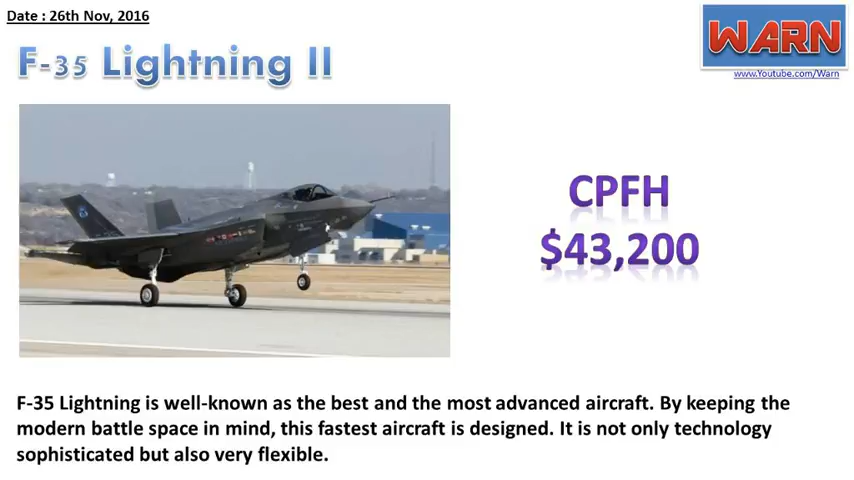 Date : 26th Nov, 2016
WARN
www.Youtube.com/Warn
F-35 Lightning II
CPFH
$43,200
F-35 Lightning is well-known as the best and the most advanced aircraft. By keeping the
modern battle space in mind, this fastest aircraft is designed. It is not only technology
sophisticated but also very flexible.